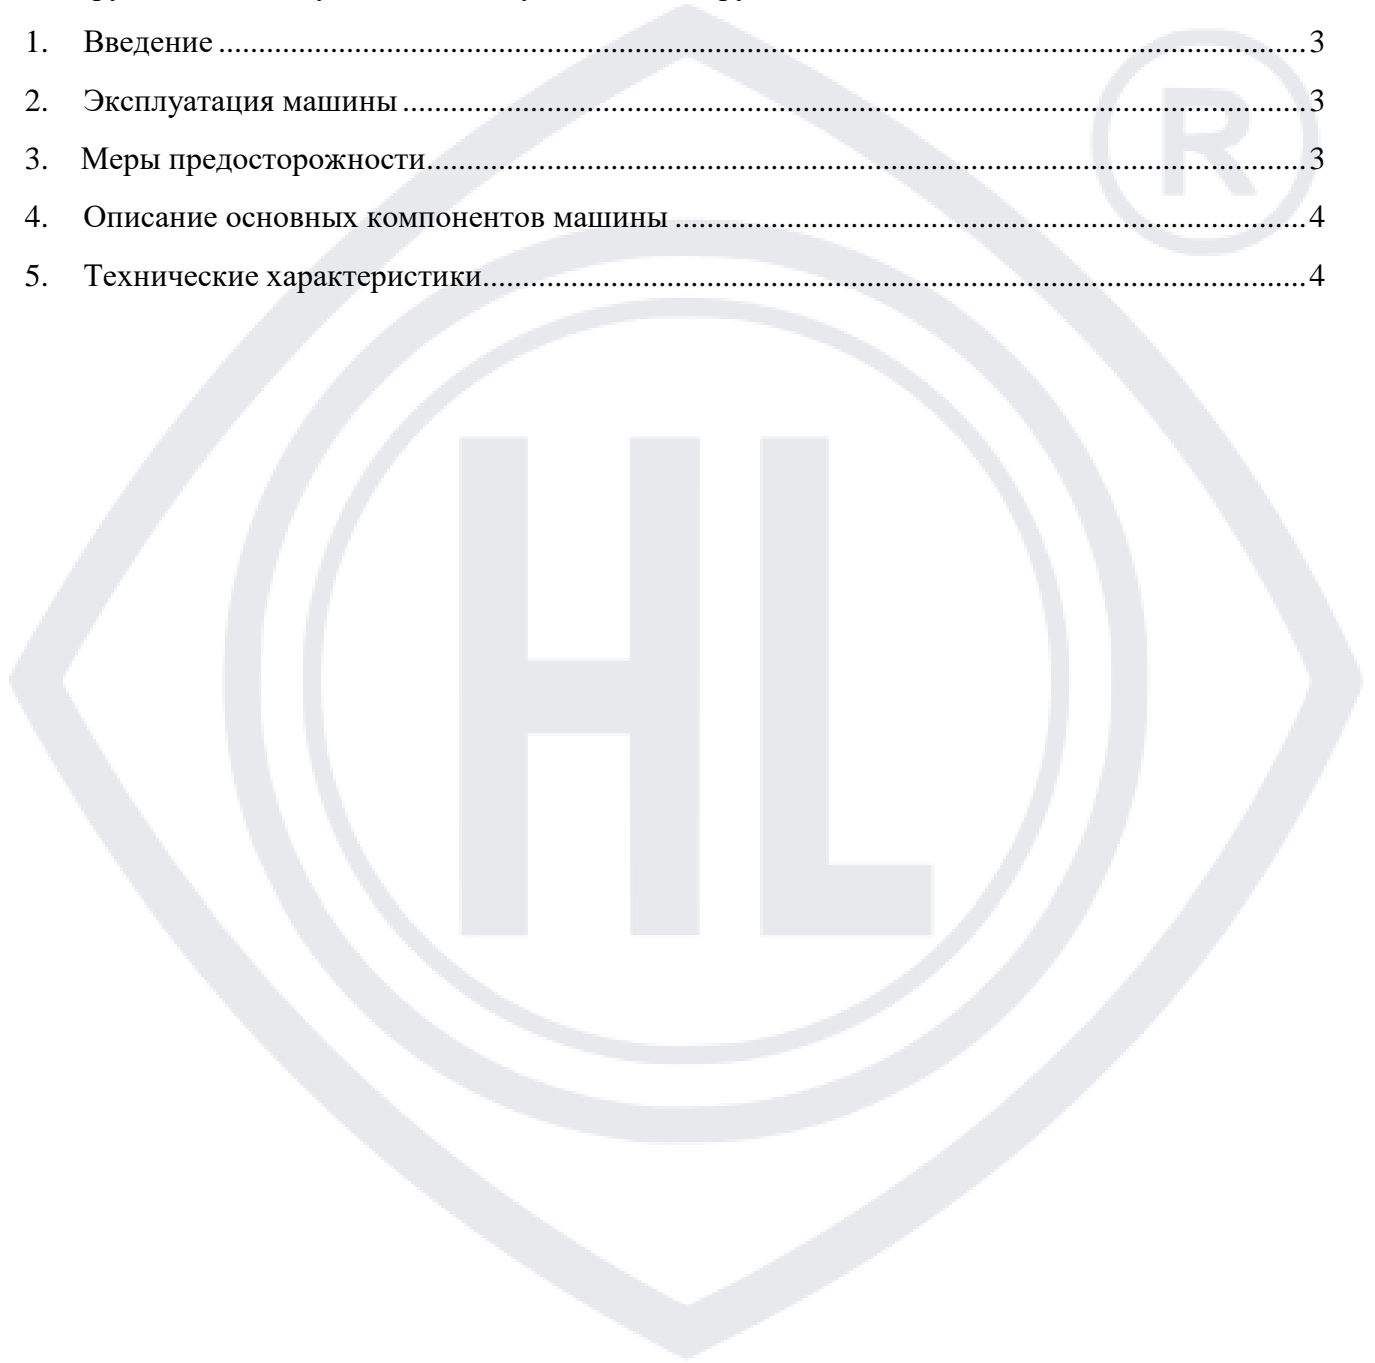 1. Введение ........................................................................................................................................ 3
2. Эксплуатация машины ................................................................................................................. 3
3. Меры предосторожности.............................................................................................................. 3
4. Описание основных компонентов машины ............................................................................... 4
5. Технические характеристики....................................................................................................... 4
R
HL